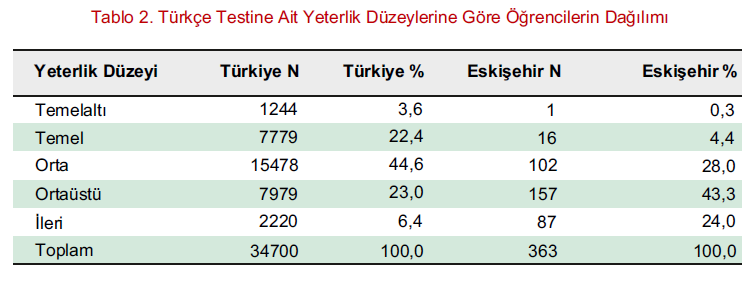 Tablo 2. Türkçe Testine Ait Yeterlik Düzeylerine Göre Öğrencilerin Dağılımı
Yeterlik Düzeyi Türkiye N Türkiye % Eskişehir N Eskişehir %
Temelaltı 1244 3,6 1 0,3
Temel 7779 22,4 16 4,4
Orta 15478 44,6 102 28,0
Ortaüstü 7979 23,0 157 43,3
İleri 2220 6,4 87 24,0
Toplam 34700 100,0 363 100,0